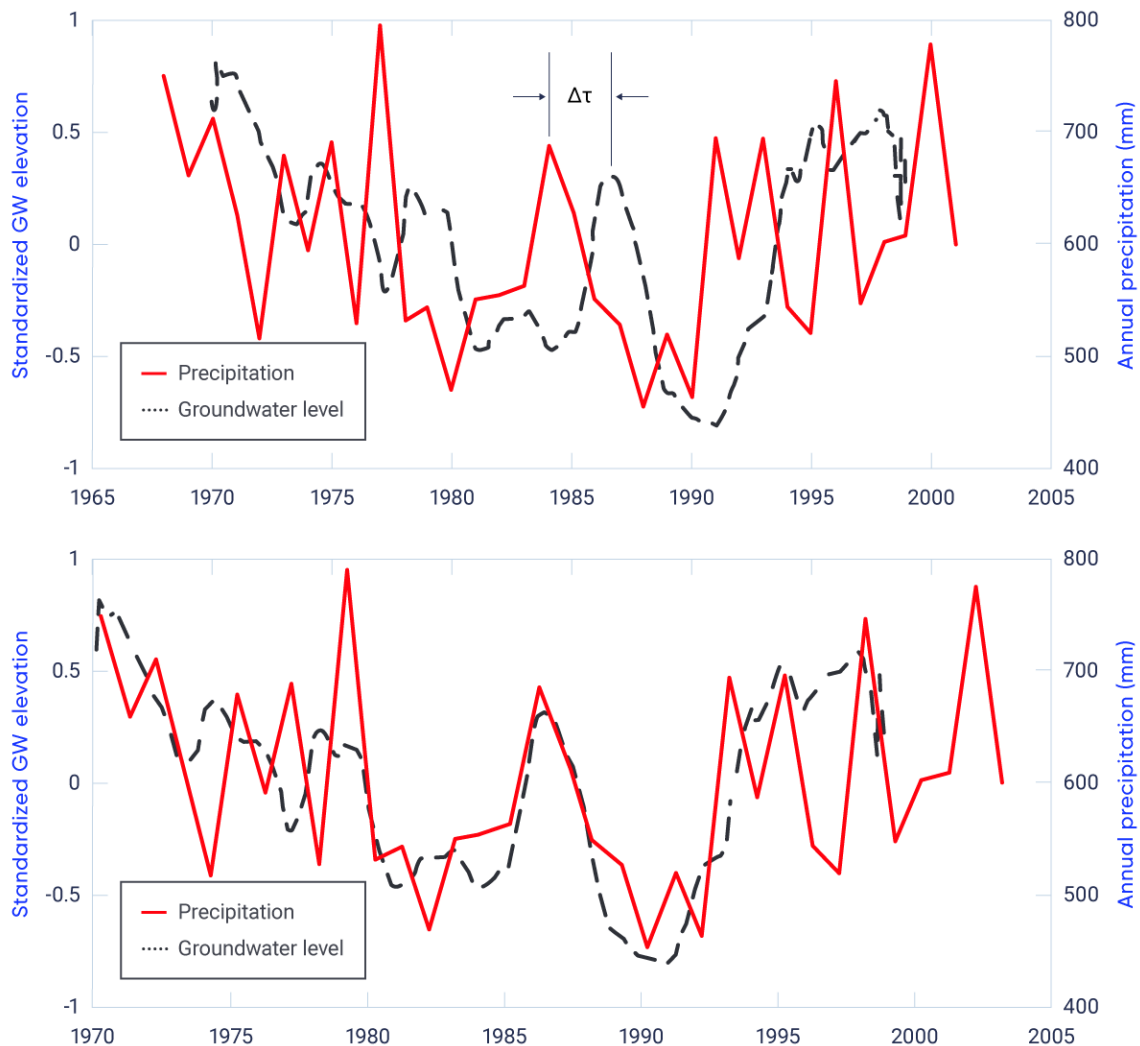 1
0.5
0
-0.5
-1
Standardized GW elevation
800
700
600
500
400
Annual precipitation (mm)
Δτ
Precipitation
Groundwater level
1965 1970 1975 1980 1985 1990 1995 2000 2005
1
0.5
0
-0.5
-1
Standardized GW elevation
800
700
600
500
400
Annual precipitation (mm)
Precipitation
Groundwater level
1970 1975 1980 1985 1990 1995 2000 2005